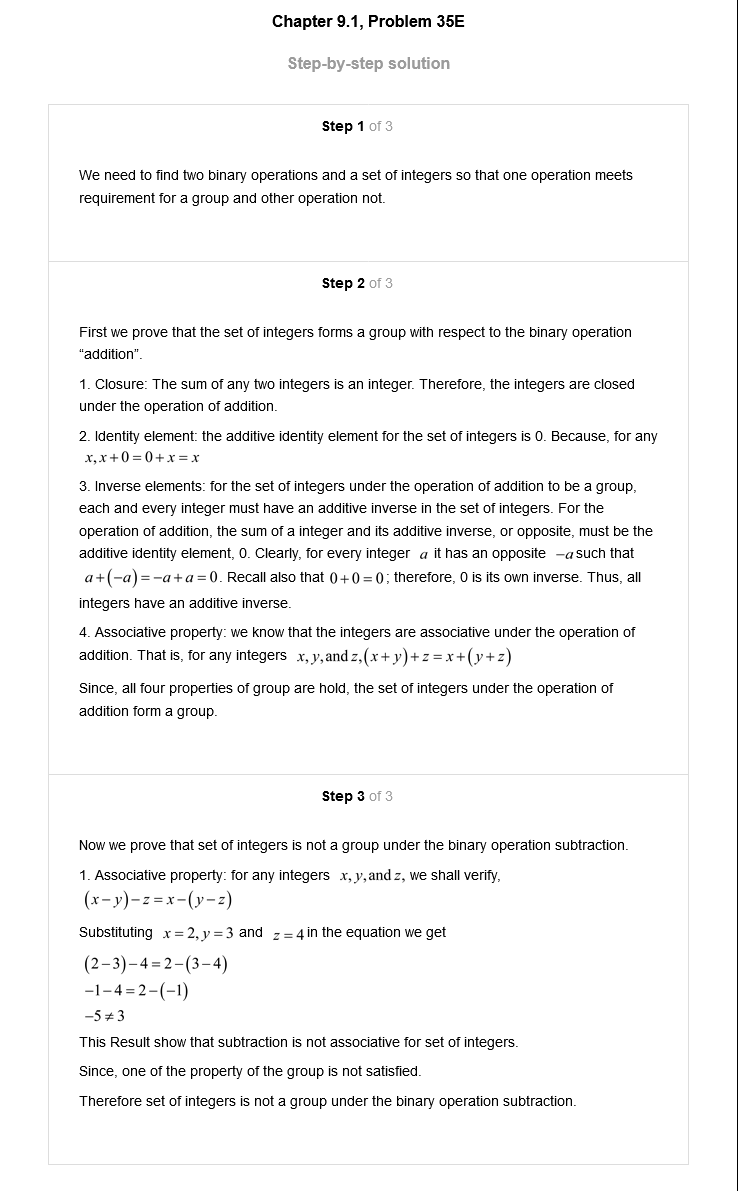 Chapter 9.1, Problem 35E
Step-by-step solution
Step 1 of 3
We need to find two binary operations and a set of integers so that one operation meets
requirement for a group and other operation not.
Step 2 of 3
First we prove that the set of integers forms a group with respect to the binary operation
“addition”.
1. Closure: The sum of any two integers is an integer. Therefore, the integers are closed
under the operation of addition.
2. Identity element: the additive identity element for the set of integers is 0. Because, for any
x, x+0=0+x=x
3. Inverse elements: for the set of integers under the operation of addition to be a group,
each and every integer must have an additive inverse in the set of integers. For the
operation of addition, the sum of a integer and its additive inverse, or opposite, must be the
additive identity element, 0. Clearly, for every integer a it has an opposite −a such that
a+(−a)=−a+a=0. Recall also that 0+0=0; therefore, 0 is its own inverse. Thus, all
integers have an additive inverse.
4. Associative property: we know that the integers are associative under the operation of
addition. That is, for any integers x, y, and z, (x+y)+z=x+(y+z)
Since, all four properties of group are hold, the set of integers under the operation of
addition form a group.
Step 3 of 3
Now we prove that set of integers is not a group under the binary operation subtraction.
1. Associative property: for any integers x, y, and z, we shall verify,
(x−y)−z=x−(y−z)
Substituting x=2, y=3 and z=4 in the equation we get
(2−3)−4=2−(3−4)
−1−4=2−(−1)
−5≠3
This Result show that subtraction is not associative for set of integers.
Since, one of the property of the group is not satisfied.
Therefore set of integers is not a group under the binary operation subtraction.